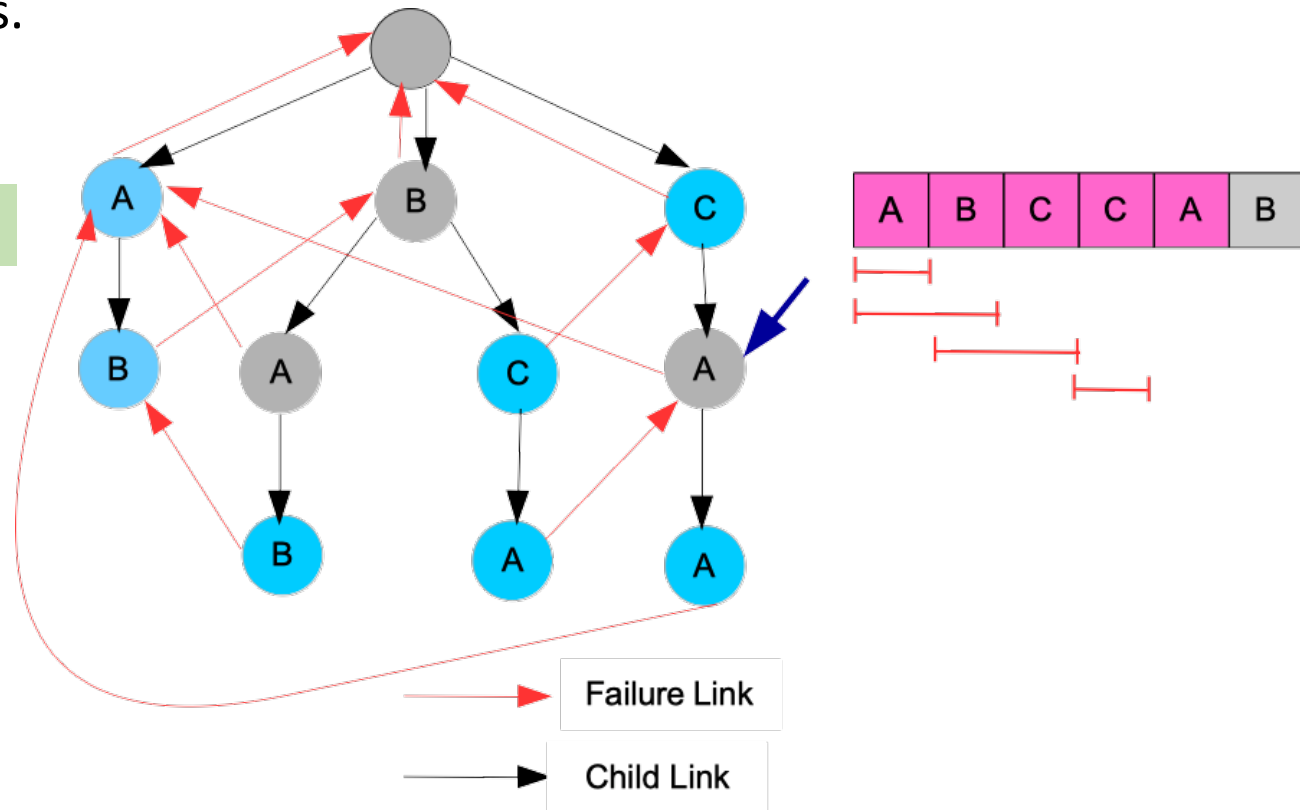 s.
A B C
A B C C A B
B A C A
B A A
Failure Link
Child Link